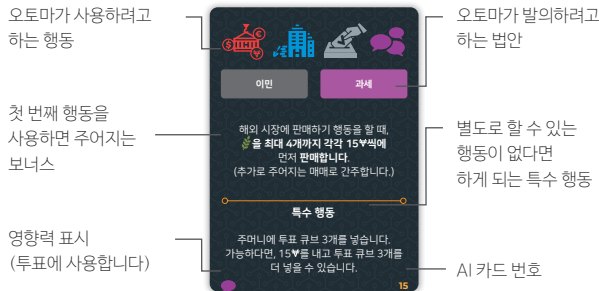 오토마가 사용하려고
하는 행동
오토마가 발의하려고
하는 법안
이민
과세
첫 번째 행동을
사용하면 주어지는
보너스
해외 시장에 판매하기 행동을 할 때,
을 최대 4개까지 각각 15₩씩에
먼저 판매합니다.
(추가로 주어지는 매매로 간주합니다.)
별도로 할 수 있는
행동이 없다면
하게 되는 특수 행동
특수 행동
영향력 표시
(투표에 사용합니다)
주머니에 투표 큐브 3개를 넣습니다.
가능하다면, 15₩를 내고 투표 큐브 3개를
더 넣을 수 있습니다.
15
AI 카드 번호